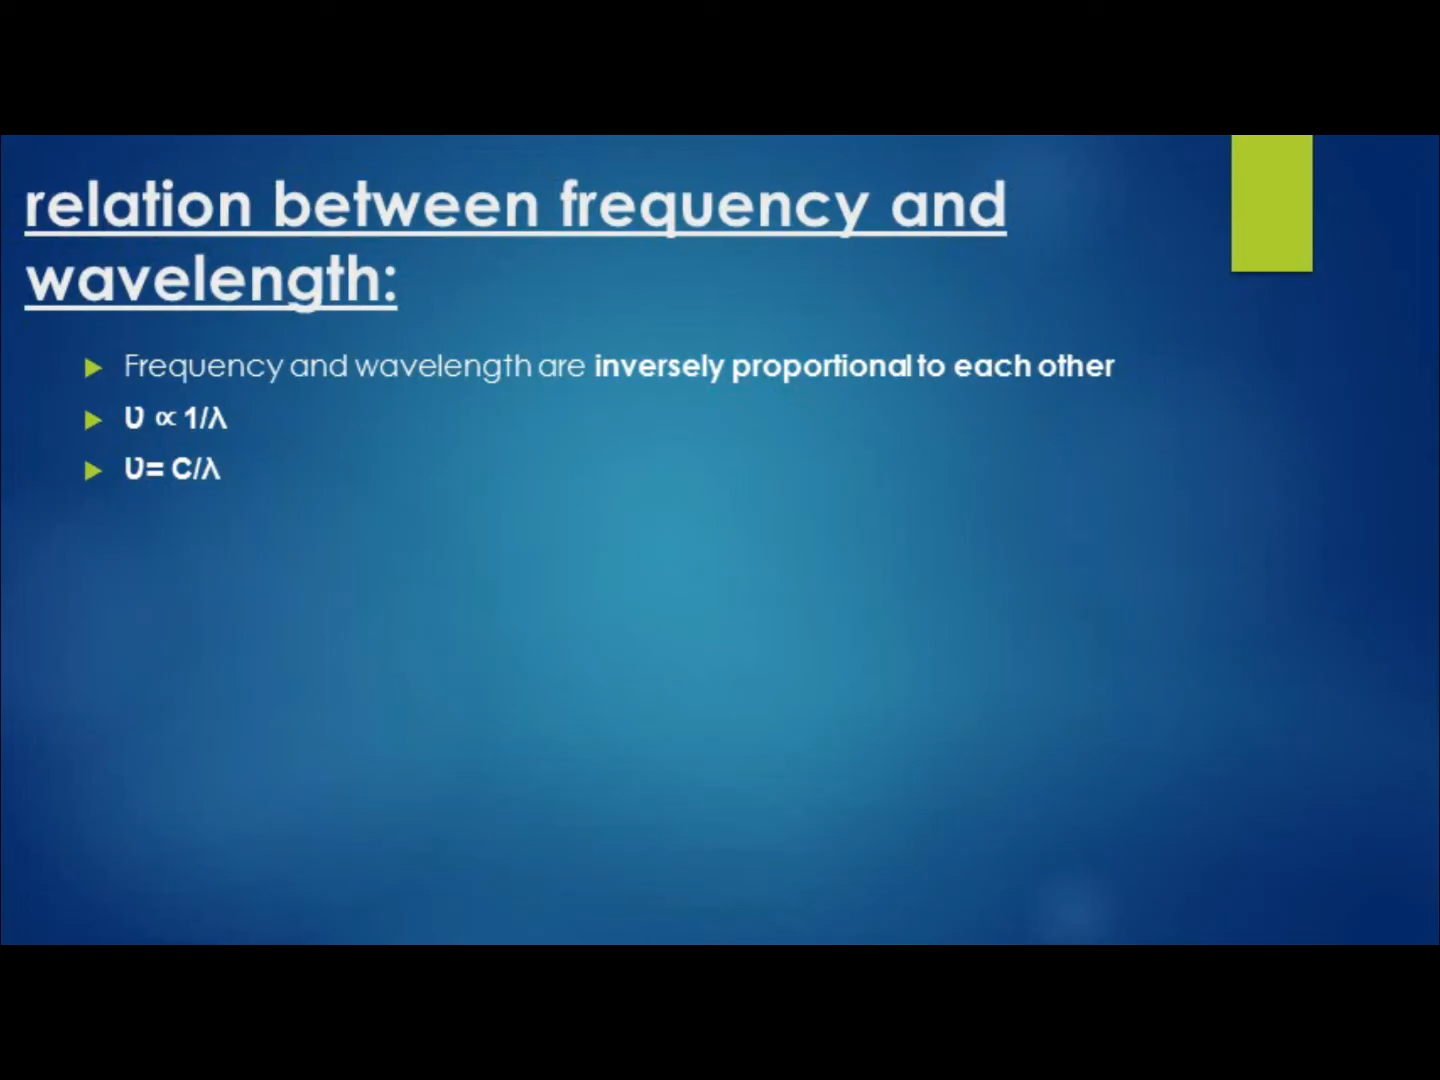 relation between frequency and
wavelength:
Frequency and wavelength are inversely proportional to each other
Ʋ ∝ 1/λ
Ʋ= C/λ